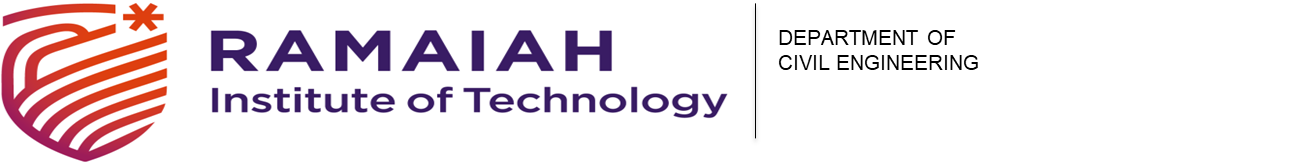 RAMAIAH
Institute of Technology
DEPARTMENT OF
CIVIL ENGINEERING